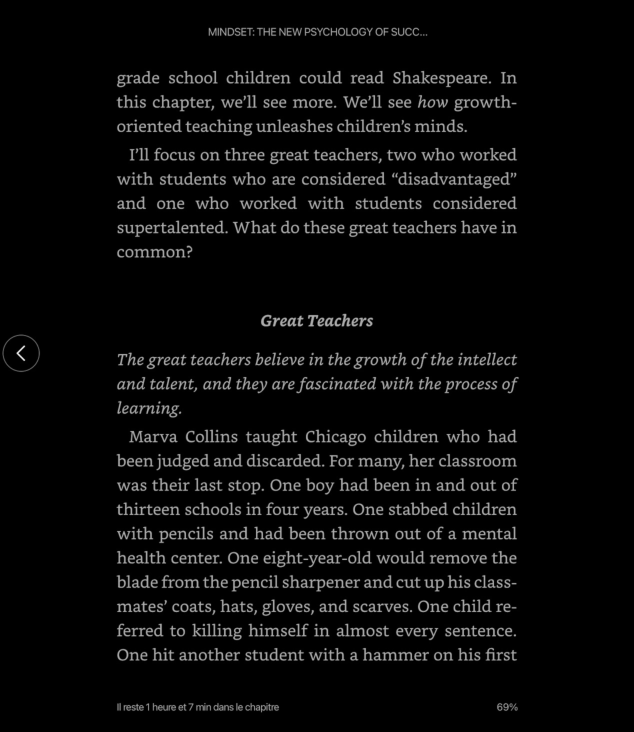 MINDSET: THE NEW PSYCHOLOGY OF SUCC...
grade school children could read Shakespeare. In
this chapter, we’ll see more. We’ll see how growth-
oriented teaching unleashes children’s minds.
I’ll focus on three great teachers, two who worked
with students who are considered “disadvantaged”
and one who worked with students considered
supertalented. What do these great teachers have in
common?
Great Teachers
The great teachers believe in the growth of the intellect
and talent, and they are fascinated with the process of
learning.
Marva Collins taught Chicago children who had
been judged and discarded. For many, her classroom
was their last stop. One boy had been in and out of
thirteen schools in four years. One stabbed children
with pencils and had been thrown out of a mental
health center. One eight-year-old would remove the
blade from the pencil sharpener and cut up his class-
mates’ coats, hats, gloves, and scarves. One child re-
ferred to killing himself in almost every sentence.
One hit another student with a hammer on his first
Il reste 1 heure et 7 min dans le chapitre
69%